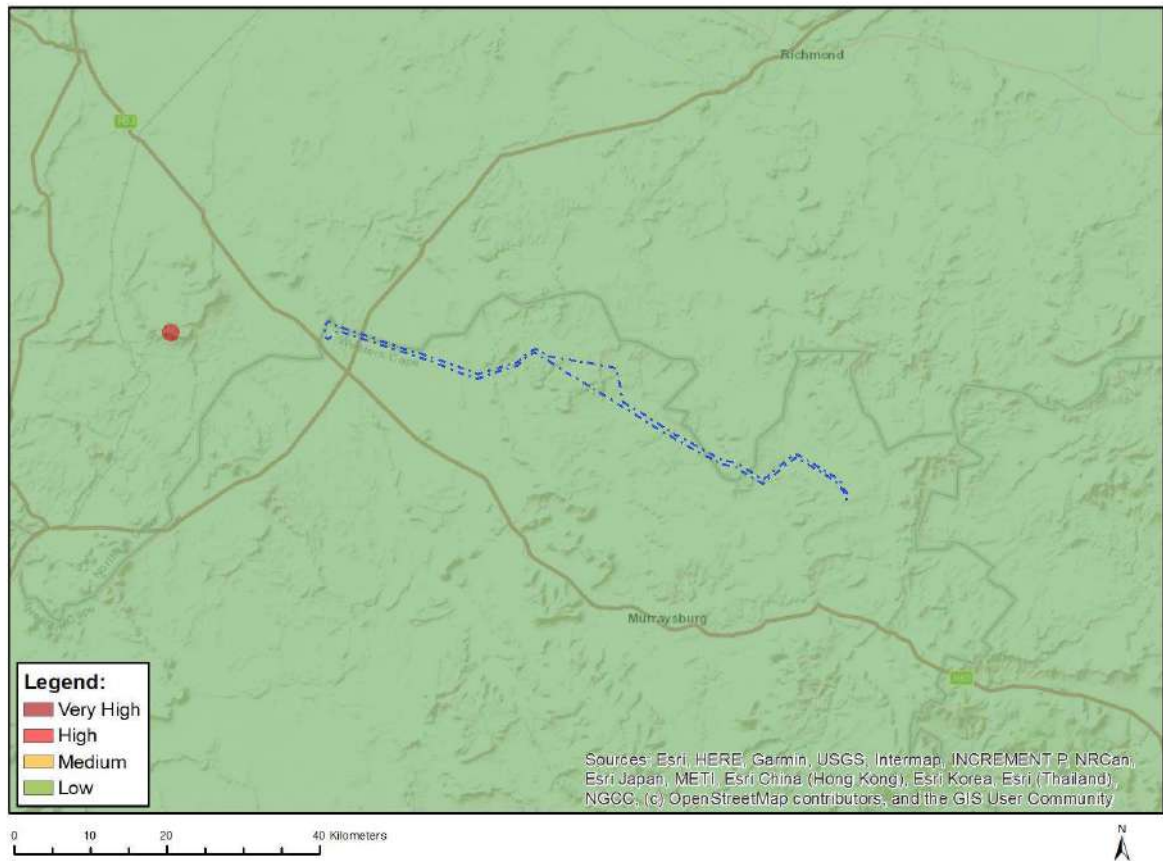 Richmond
N63
Murraysburg
Legend:
Very High
High
Medium
Low
Sources: Esri, HERE, Garmin, USGS, Intermap, INCREMENT P, NRCan,
Esri Japan, METI, Esri China (Hong Kong), Esri Korea, Esri (Thailand),
NGCC, (c) OpenStreetMap contributors, and the GIS User Community
0 10 20 40 Kilometers
N